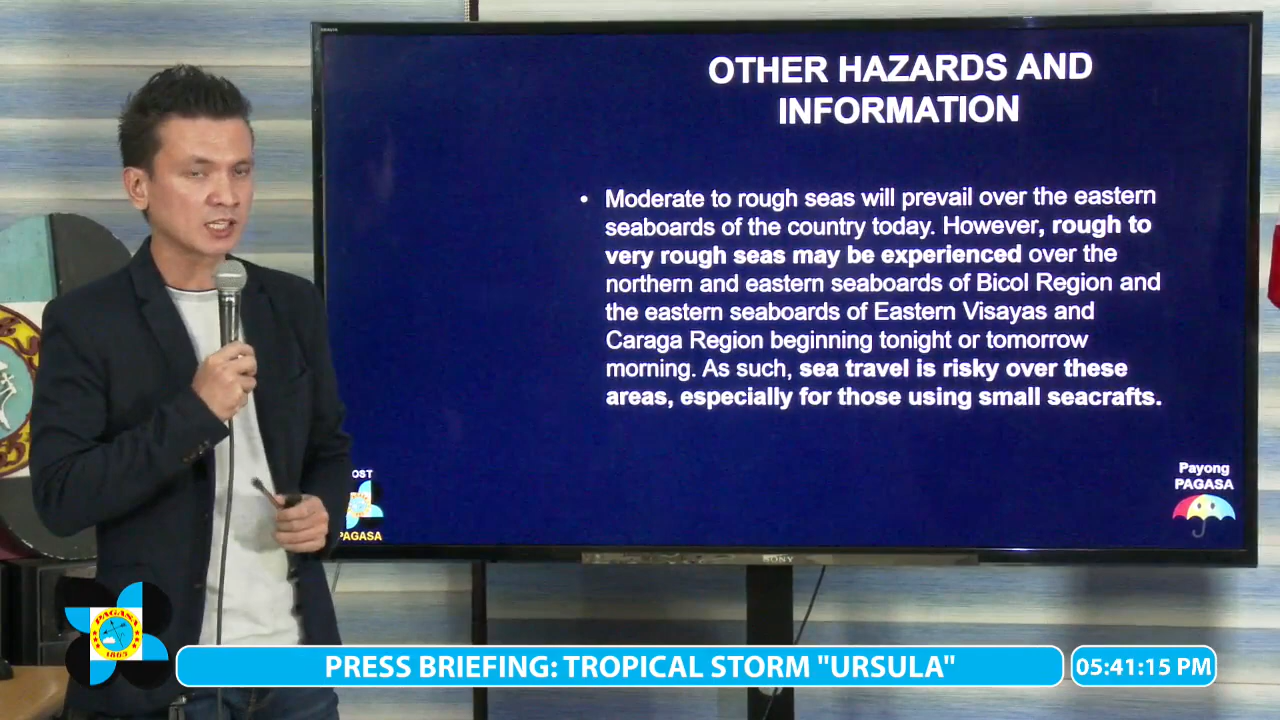 OTHER HAZARDS AND
INFORMATION
• Moderate to rough seas will prevail over the eastern
seaboards of the country today. However, rough to
very rough seas may be experienced over the
northern and eastern seaboards of Bicol Region and
the eastern seaboards of Eastern Visayas and
Caraga Region beginning tonight or tomorrow
morning. As such, sea travel is risky over these
areas, especially for those using small seacrafts.
OST
PAGASA
Payong
PAGASA
SONY
PAGASA
1865
PRESS BRIEFING: TROPICAL STORM "URSULA"
05:41:15 PM